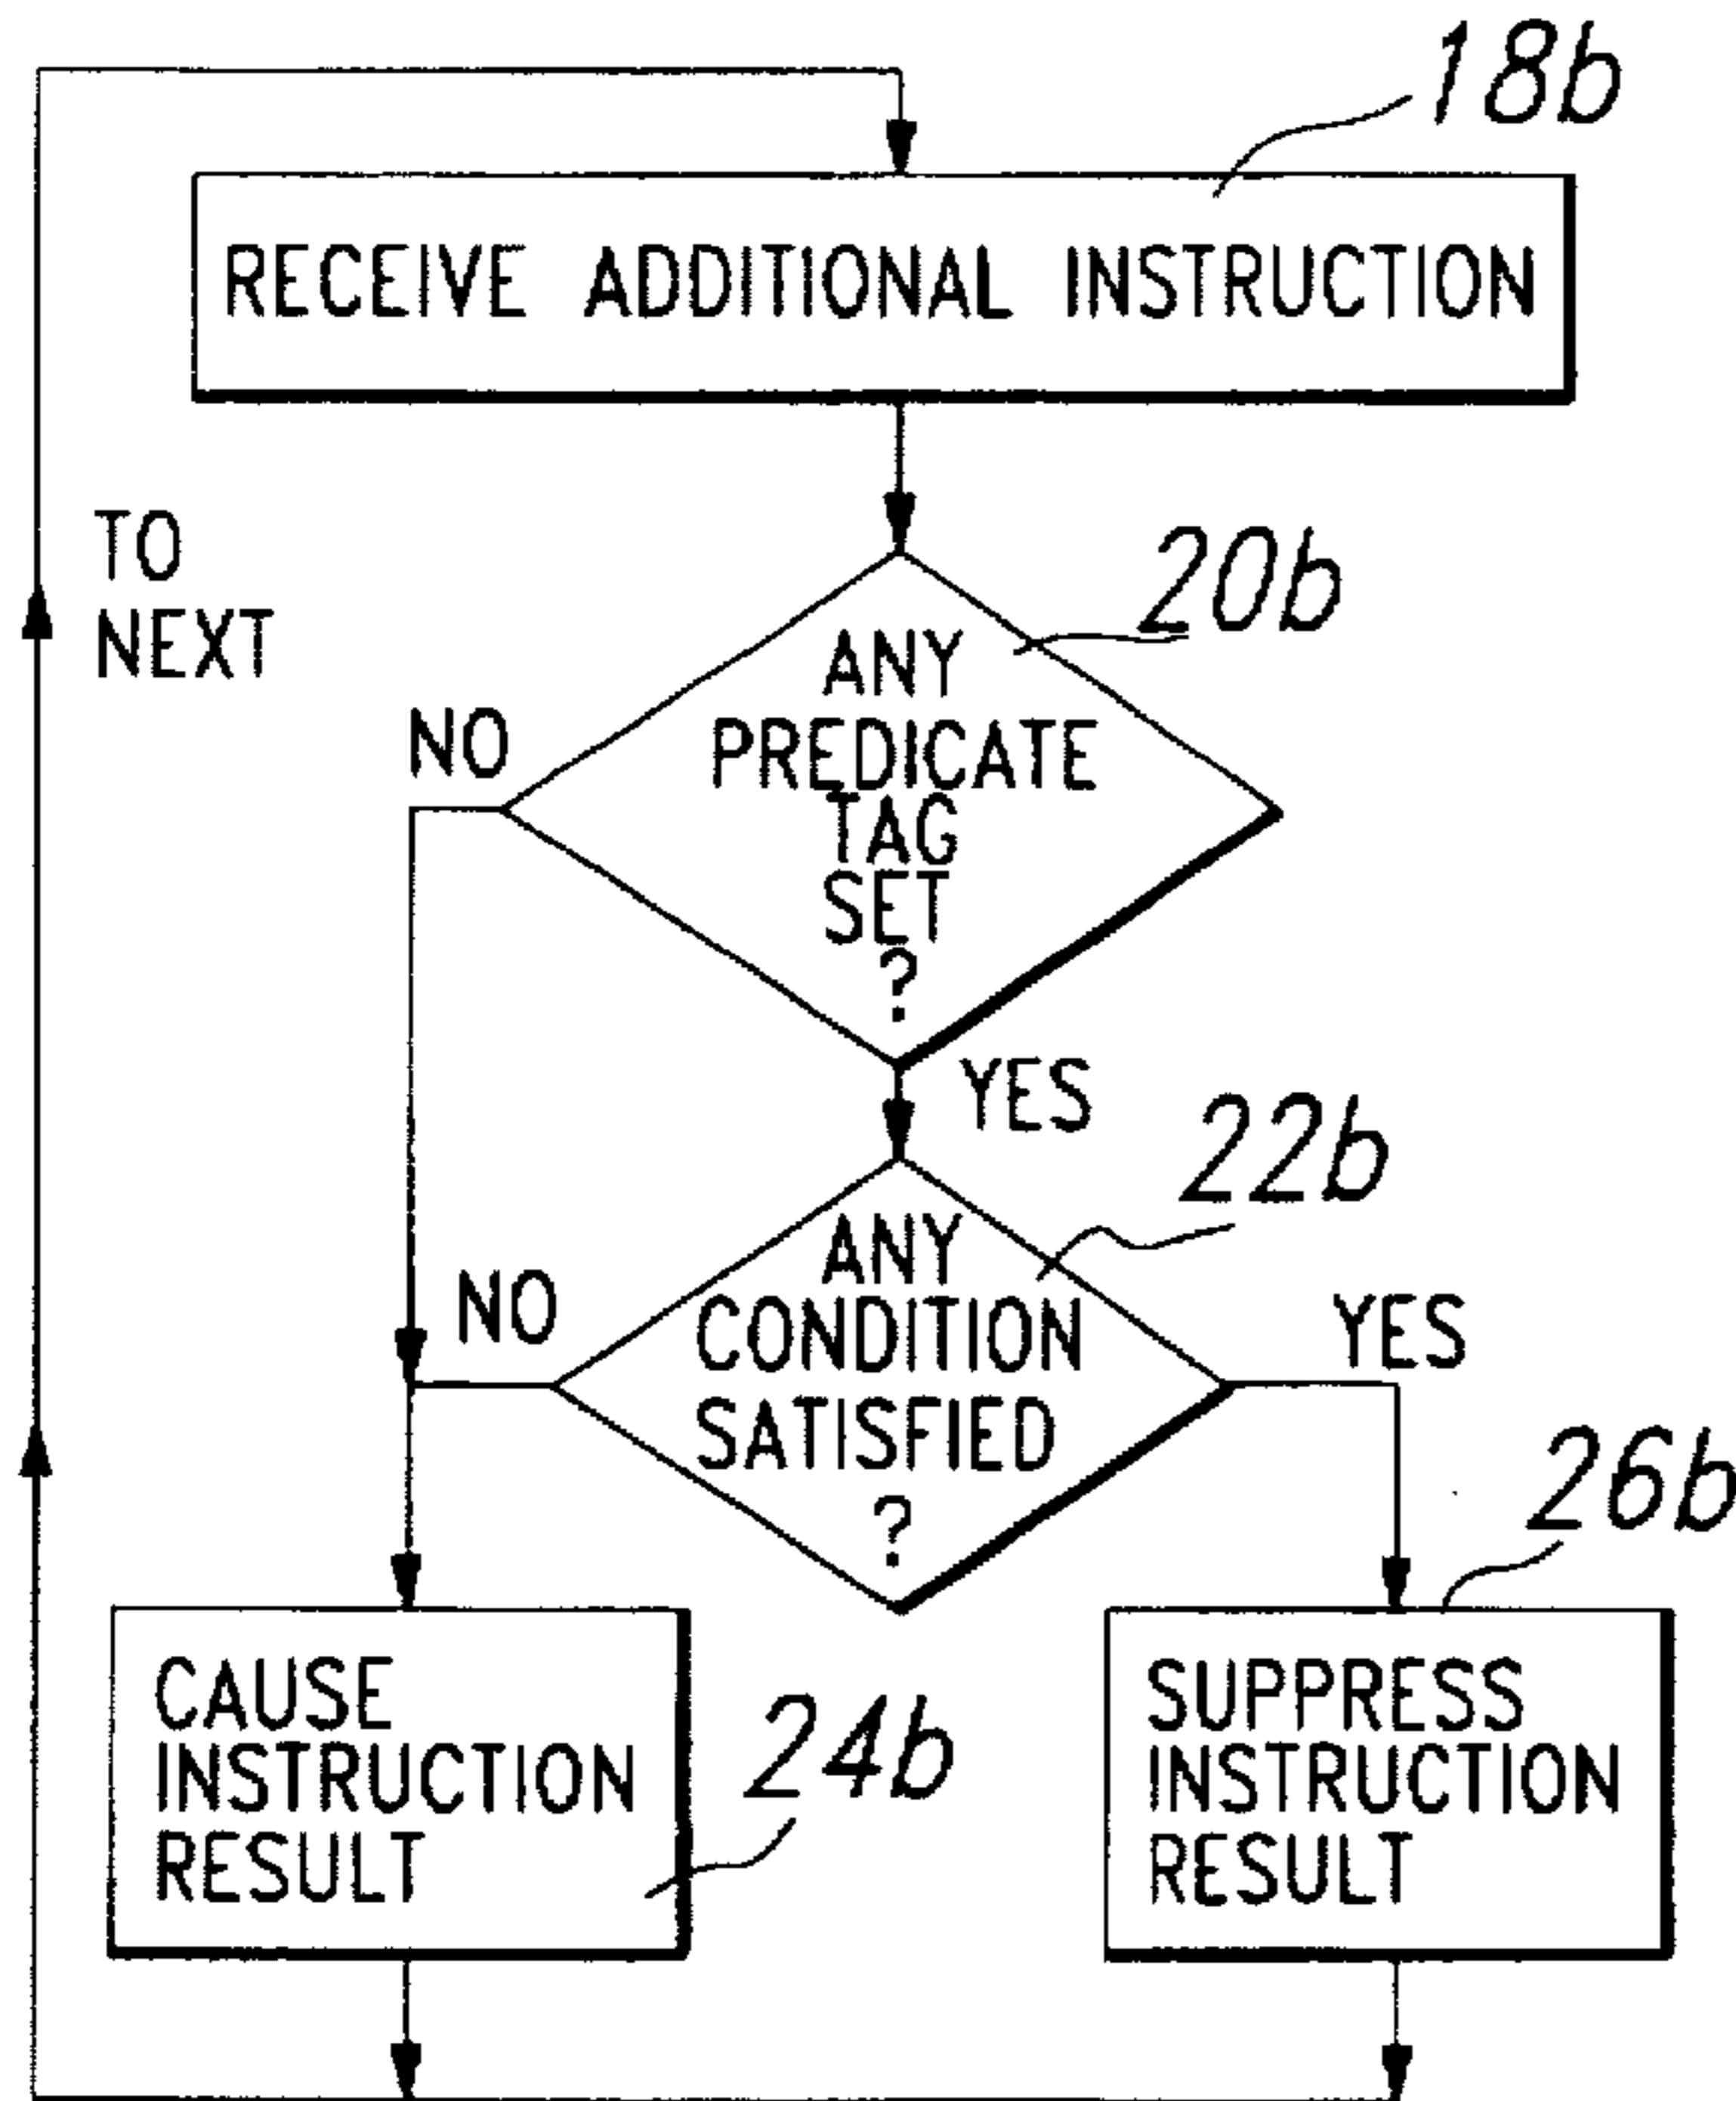 18b
RECEIVE ADDITIONAL INSTRUCTION
TO
NEXT
20b
ANY
PREDICATE
TAG
SET
?
NO
YES
22b
ANY
CONDITION
SATISFIED
?
NO
YES
26b
CAUSE
INSTRUCTION
RESULT
24b
SUPPRESS
INSTRUCTION
RESULT